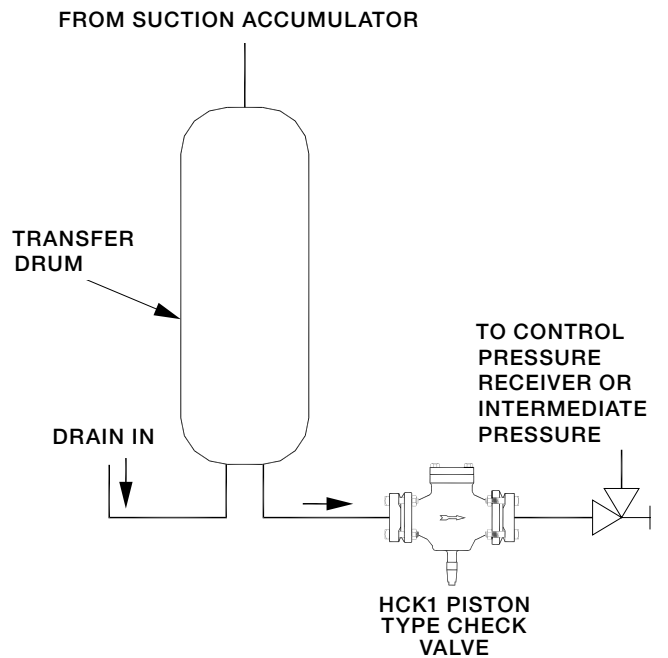 FROM SUCTION ACCUMULATOR
TRANSFER
DRUM
TO CONTROL
PRESSURE
RECEIVER OR
INTERMEDIATE
PRESSURE
DRAIN IN
HCK1 PISTON
TYPE CHECK
VALVE